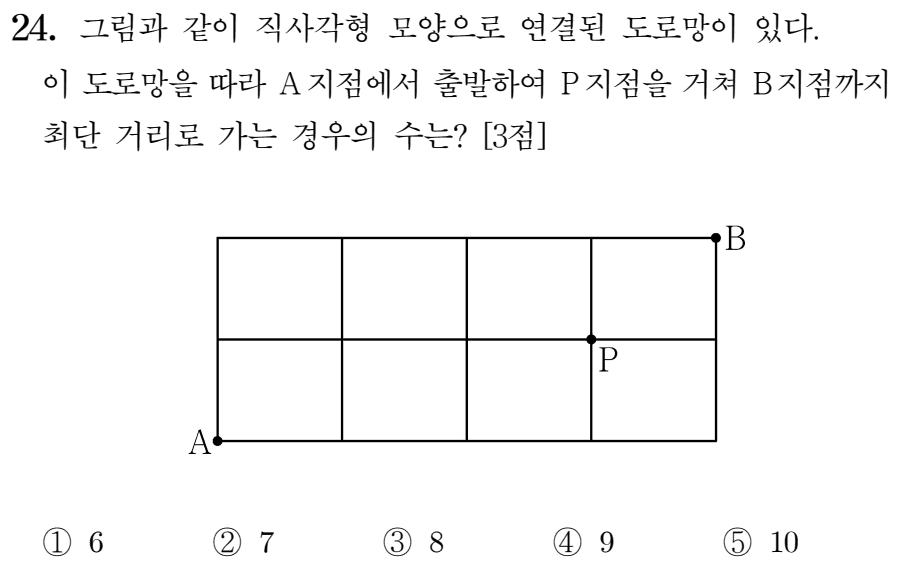 24. 그림과 같이 직사각형 모양으로 연결된 도로망이 있다.
이 도로망을 따라 A지점에서 출발하여 P지점을 거쳐 B지점까지
최단 거리로 가는 경우의 수는? [3점]
B
P
A
① 6 ② 7 ③ 8 ④ 9 ⑤ 10